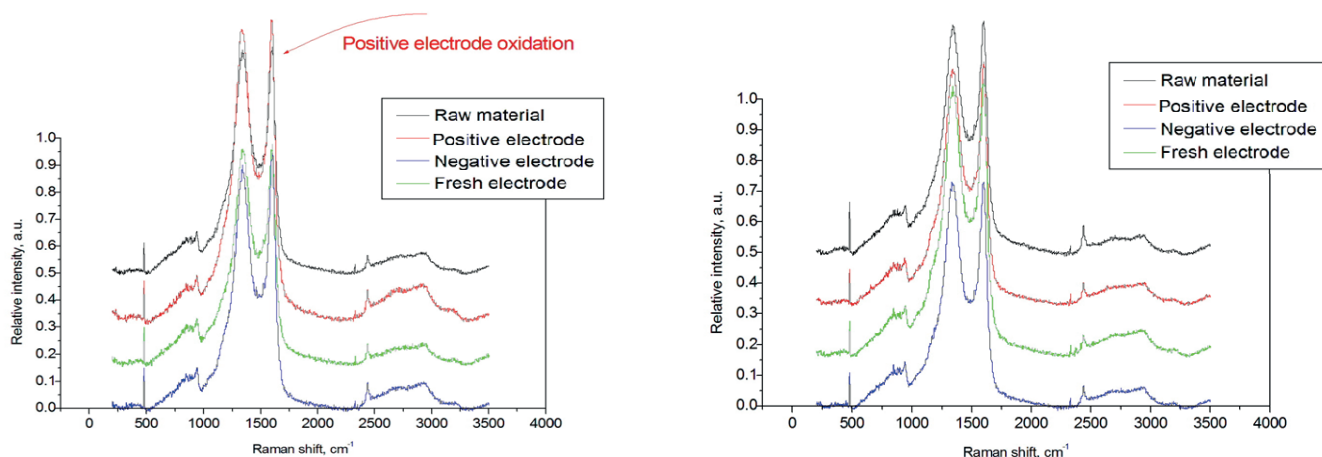 Positive electrode oxidation
Raw material
Positive electrode
Negative electrode
Fresh electrode
1.0
0.9
0.8
0.7
0.6
0.5
0.4
0.3
0.2
0.1
0.0
Relative intensity, a.u.
0 500 1000 1500 2000 2500 3000 3500 4000
Raman shift, cm-1
Raw material
Positive electrode
Negative electrode
Fresh electrode
1.0
0.9
0.8
0.7
0.6
0.5
0.4
0.3
0.2
0.1
0.0
Relative intensity, a.u.
0 500 1000 1500 2000 2500 3000 3500 4000
Raman shift, cm-1